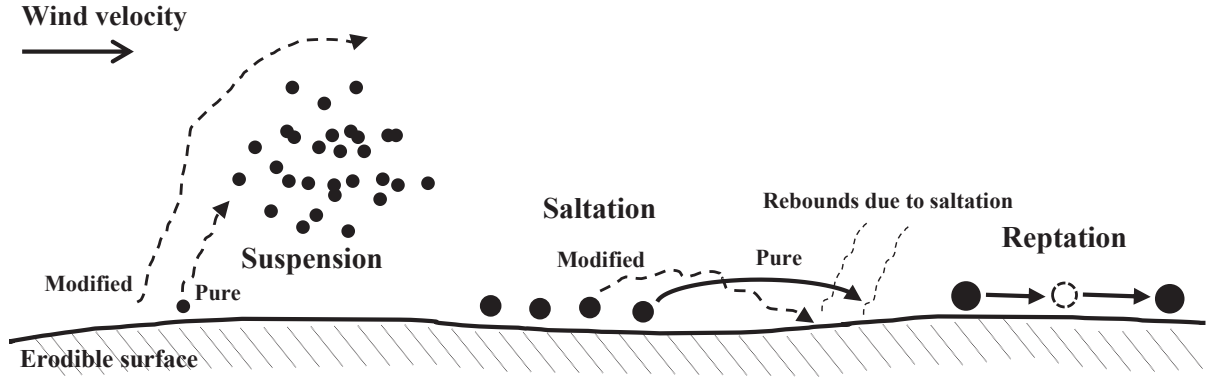 Wind velocity
Modified
Pure
Suspension
Saltation
Modified
Pure
Rebounds due to saltation
Reptation
Erodible surface